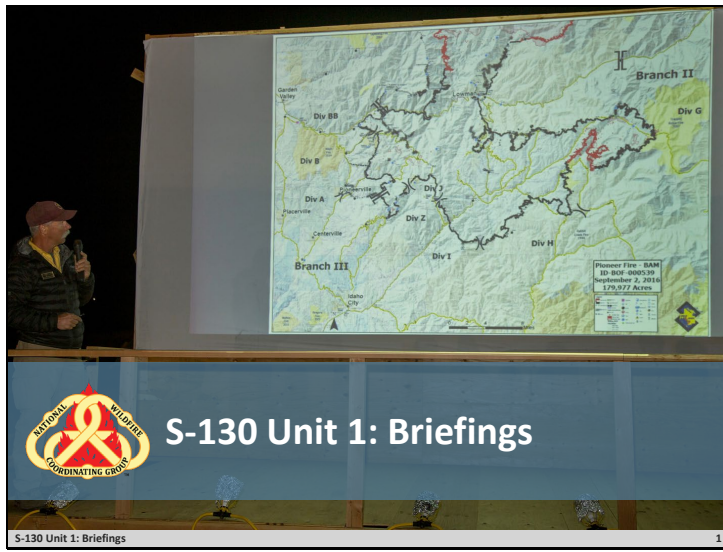 Branch II
Garden
Valley
Lowman
Div G
Div BB
Div B
Pioneerville
Div J
Div A
Placerville
Div Z
Centerville
Div H
Div I
Branch III
Pioneer Fire - BAM
ID-BOF-000539
September 2, 2016
179,977 Acres
Idaho
City
Miles
NATIONAL WILDFIRE
COORDINATING GROUP
S-130 Unit 1: Briefings
S-130 Unit 1: Briefings 1